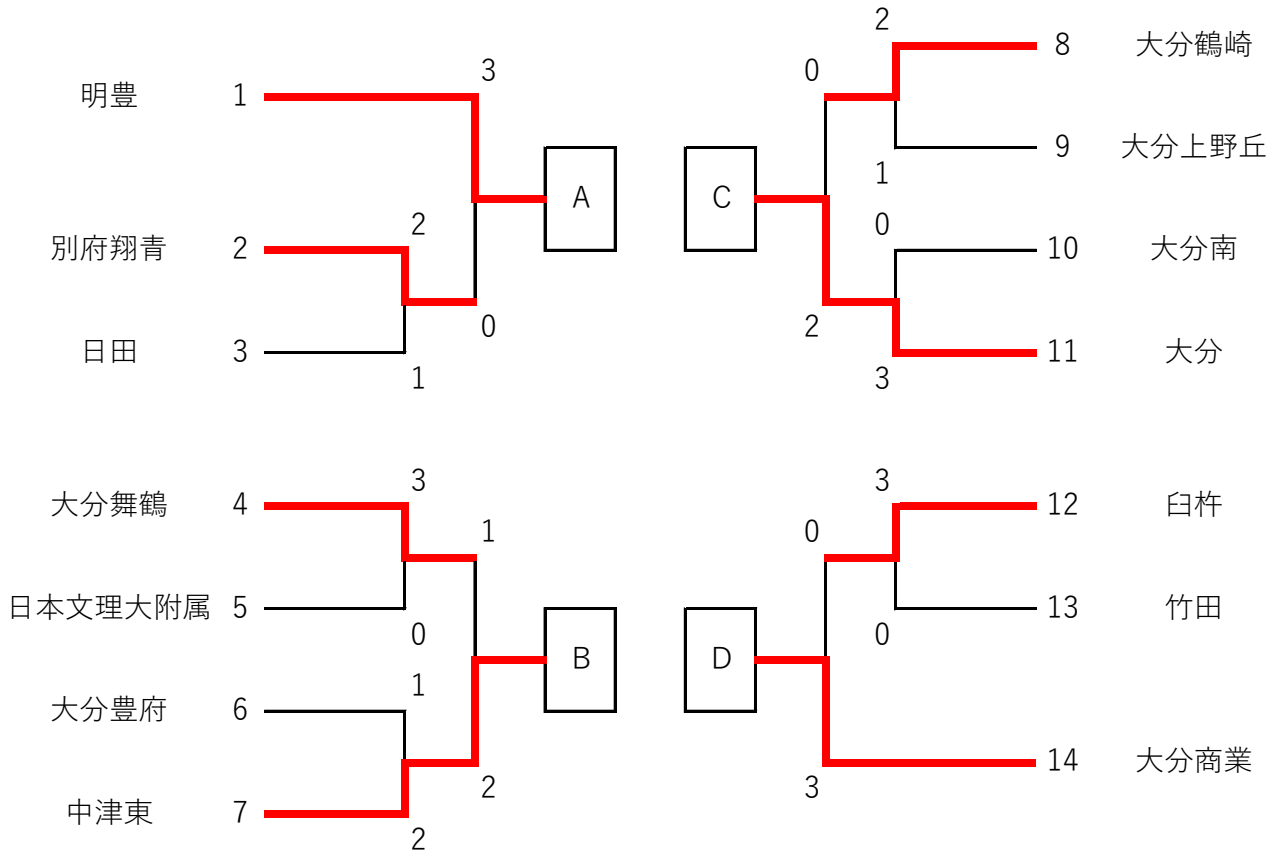 明豊 1
3
別府翔青 2
2
日田 3
1
0
A
大分舞鶴 4
3
日本文理大附属 5
0
1
大分豊府 6
1
中津東 7
2
2
B
2
8 大分鶴崎
0
9 大分上野丘
1
C
0
10 大分南
2
11 大分
3
3
12 臼杵
0
13 竹田
0
D
14 大分商業
3